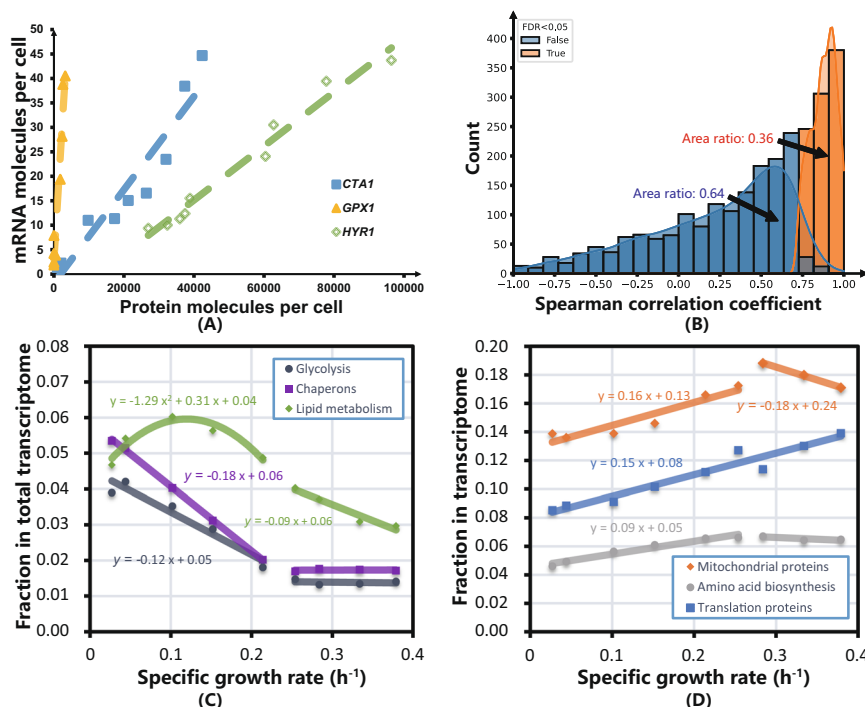 mRNA molecules per cell
50
45
40
35
30
25
20
15
10
5
0
0
20000
40000
60000
80000
100000
CTA1
GPX1
HYR1
Protein molecules per cell
(A)
FDR<0,05
False
True
Count
400
350
300
250
200
150
100
50
0
Area ratio: 0.36
Area ratio: 0.64
−1.00
−0.75
−0.50
−0.25
0.00
0.25
0.50
0.75
1.00
Spearman correlation coefficient
(B)
Fraction in total transcriptome
0.08
0.07
0.06
0.05
0.04
0.03
0.02
0.01
0.00
Glycolysis
Chaperons
Lipid metabolism
y = -1.29 x² + 0.31 x + 0.04
y = -0.18 x + 0.06
y = -0.09 x + 0.06
y = -0.12 x + 0.05
0
0.1
0.2
0.3
0.4
Specific growth rate (h⁻¹)
(C)
Fraction in transcriptome
0.20
0.18
0.16
0.14
0.12
0.10
0.08
0.06
0.04
0.02
0.00
y = 0.16 x + 0.13
y = -0.18 x + 0.24
y = 0.15 x + 0.08
y = 0.09 x + 0.05
Mitochondrial proteins
Amino acid biosynthesis
Translation proteins
0
0.1
0.2
0.3
0.4
Specific growth rate (h⁻¹)
(D)